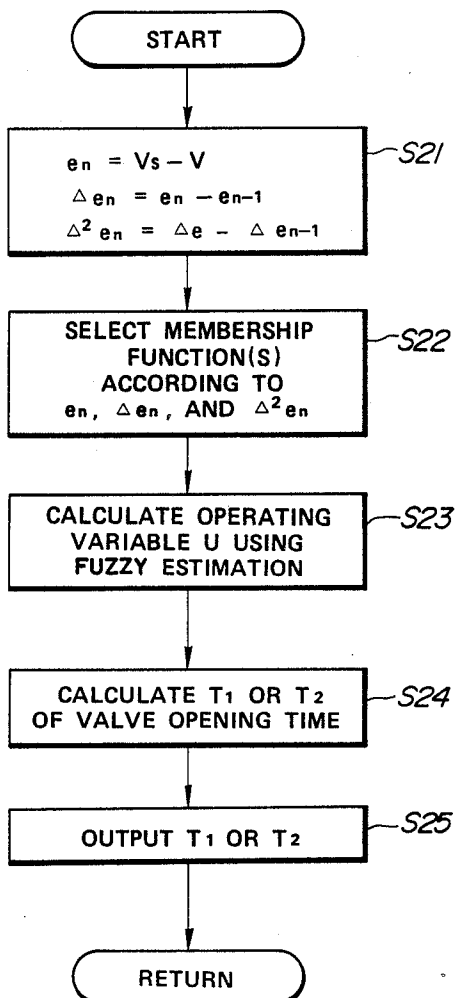 START
eₙ = Vs – V
△ eₙ = eₙ – eₙ₋₁
△² eₙ = △e – △ eₙ₋₁
S21
SELECT MEMBERSHIP
FUNCTION(S)
ACCORDING TO
eₙ, △eₙ, AND △²eₙ
S22
CALCULATE OPERATING
VARIABLE U USING
FUZZY ESTIMATION
S23
CALCULATE T₁ OR T₂
OF VALVE OPENING TIME
S24
OUTPUT T₁ OR T₂
S25
RETURN